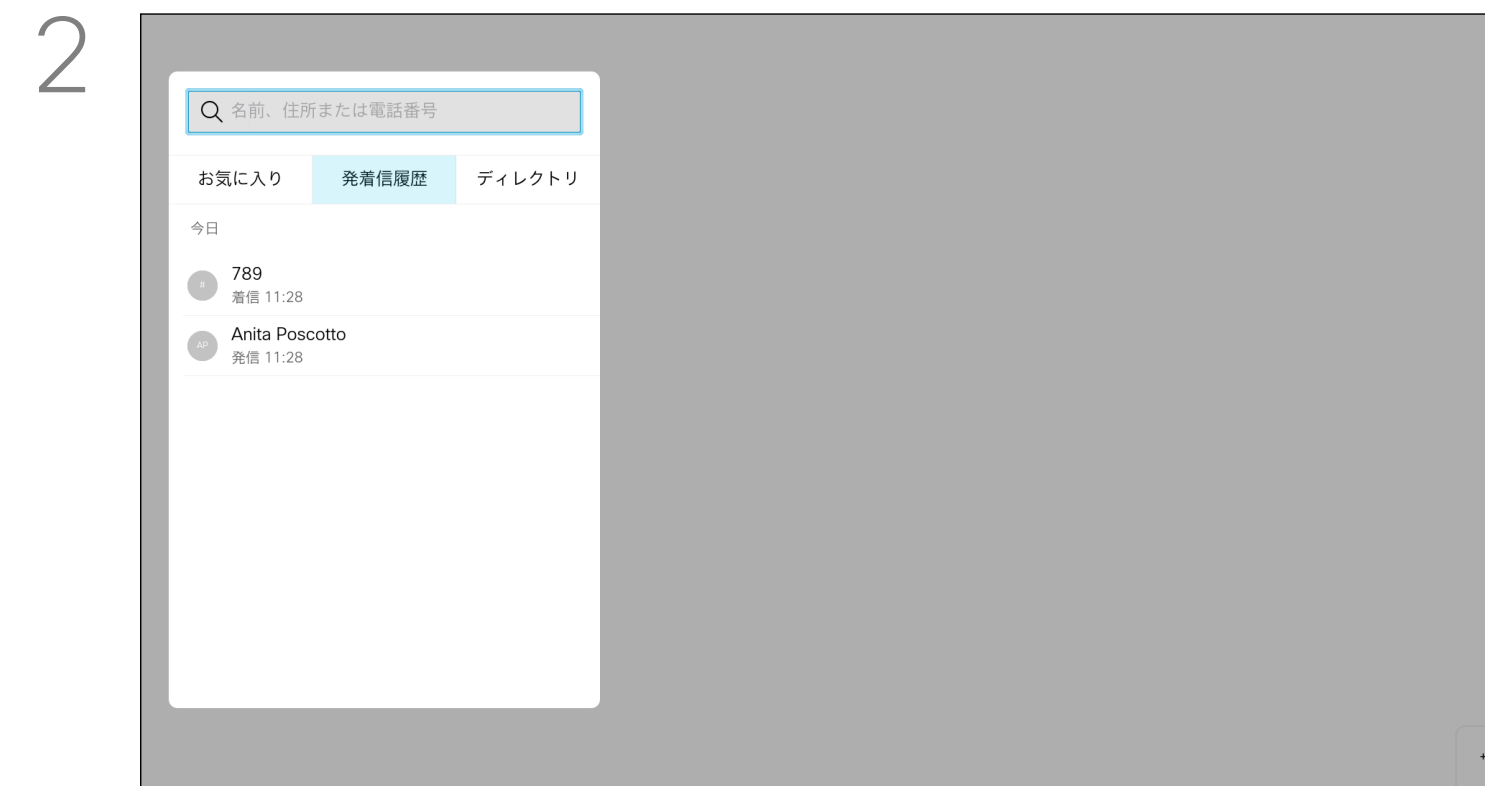 2
名前、住所または電話番号
お気に入り 発着信履歴 ディレクトリ
今日
#
789
着信 11:28
AP
Anita Poscotto
発信 11:28
+